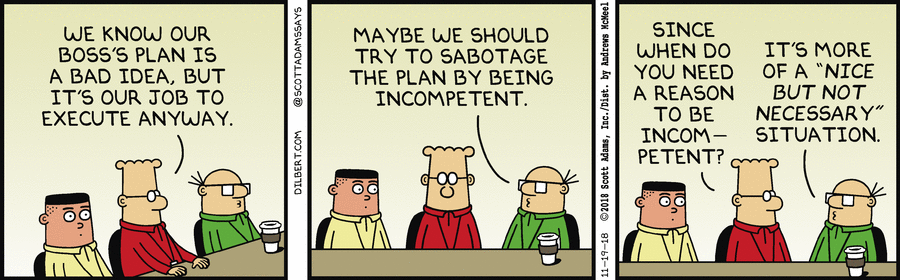 WE KNOW OUR
BOSS'S PLAN IS
A BAD IDEA, BUT
IT'S OUR JOB TO
EXECUTE ANYWAY.
DILBERT.COM @SCOTTADAMSSAYS
MAYBE WE SHOULD
TRY TO SABOTAGE
THE PLAN BY BEING
INCOMPETENT.
11-19-18 ©2018 Scott Adams, Inc./Dist. by Andrews McMeel
SINCE
WHEN DO
YOU NEED
A REASON
TO BE
INCOM-
PETENT?
IT'S MORE
OF A "NICE
BUT NOT
NECESSARY"
SITUATION.